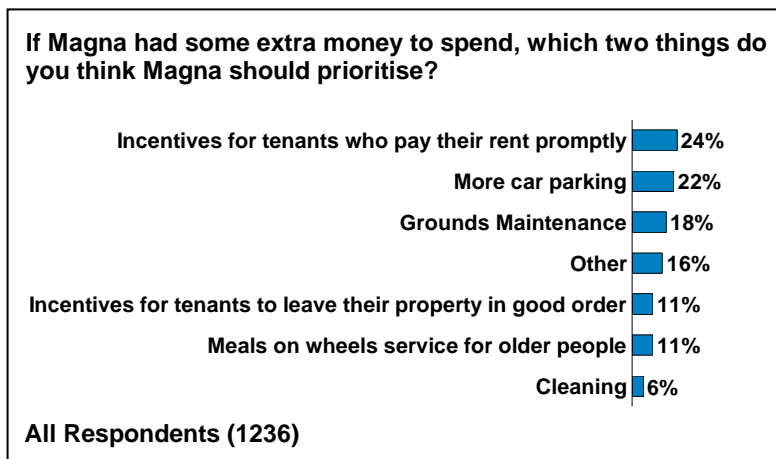 If Magna had some extra money to spend, which two things do
you think Magna should prioritise?
Incentives for tenants who pay their rent promptly 24%
More car parking 22%
Grounds Maintenance 18%
Other 16%
Incentives for tenants to leave their property in good order 11%
Meals on wheels service for older people 11%
Cleaning 6%
All Respondents (1236)